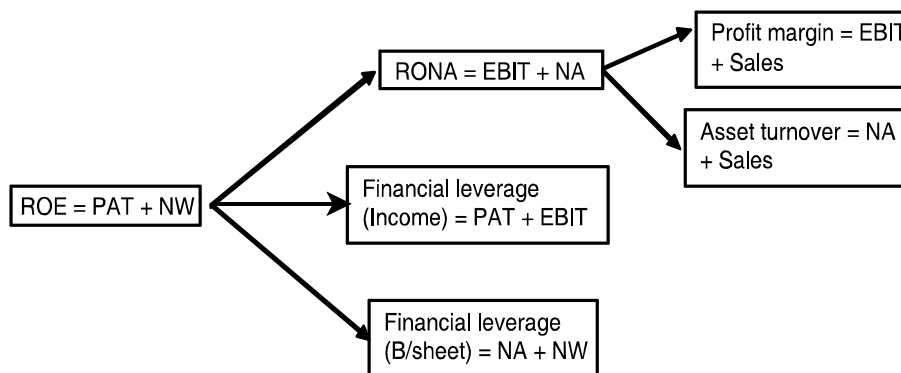 Profit margin = EBIT
+ Sales
RONA = EBIT + NA
Asset turnover = NA
+ Sales
ROE = PAT + NW
Financial leverage
(Income) = PAT + EBIT
Financial leverage
(B/sheet) = NA + NW